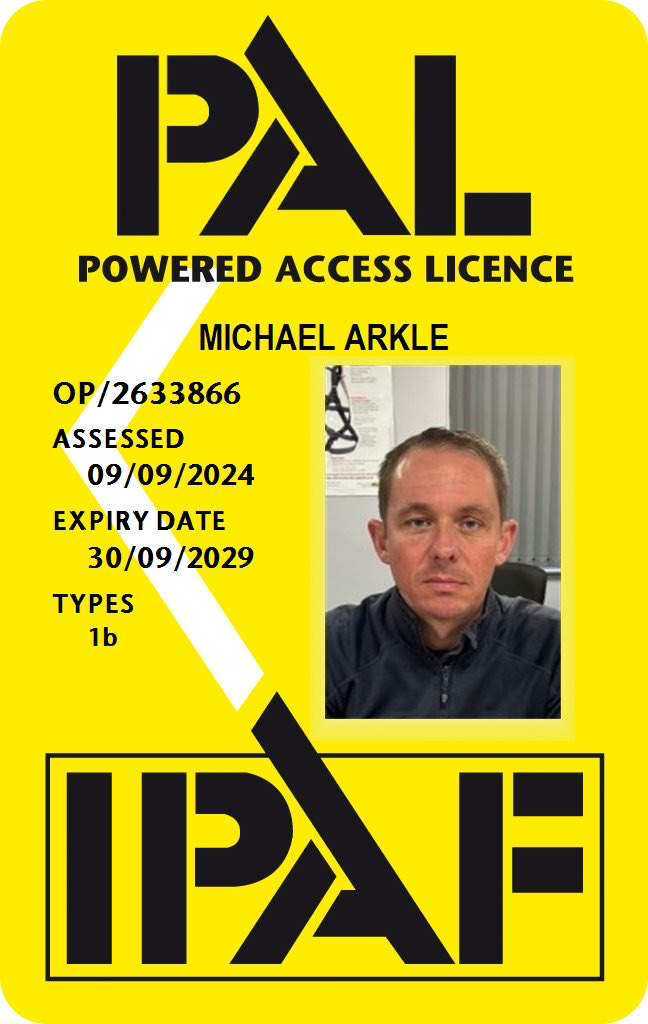 PAL
POWERED ACCESS LICENCE
MICHAEL ARKLE
OP/2633866
ASSESSED
09/09/2024
EXPIRY DATE
30/09/2029
TYPES
1b
IPAF